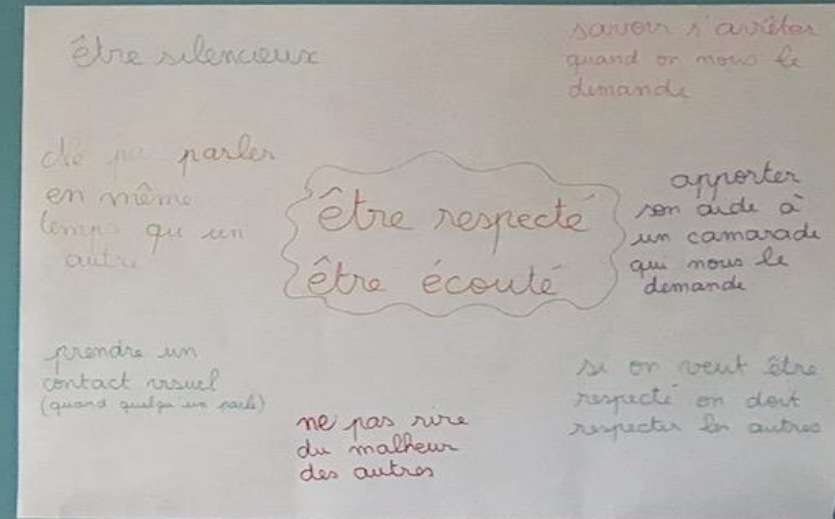 être silencieux
savoir s'arrêter
quand on nous le
demande
Ne pa parler
en même
temps qu un
autre
être respecté
être écouté
apporter
son aide à
un camarade
qui nous le
demande
prendre un
contact visuel
(quand quelqu'un parle)
ne pas rire
du malheur
des autres
si on veut être
respecté on doit
respecter les autres